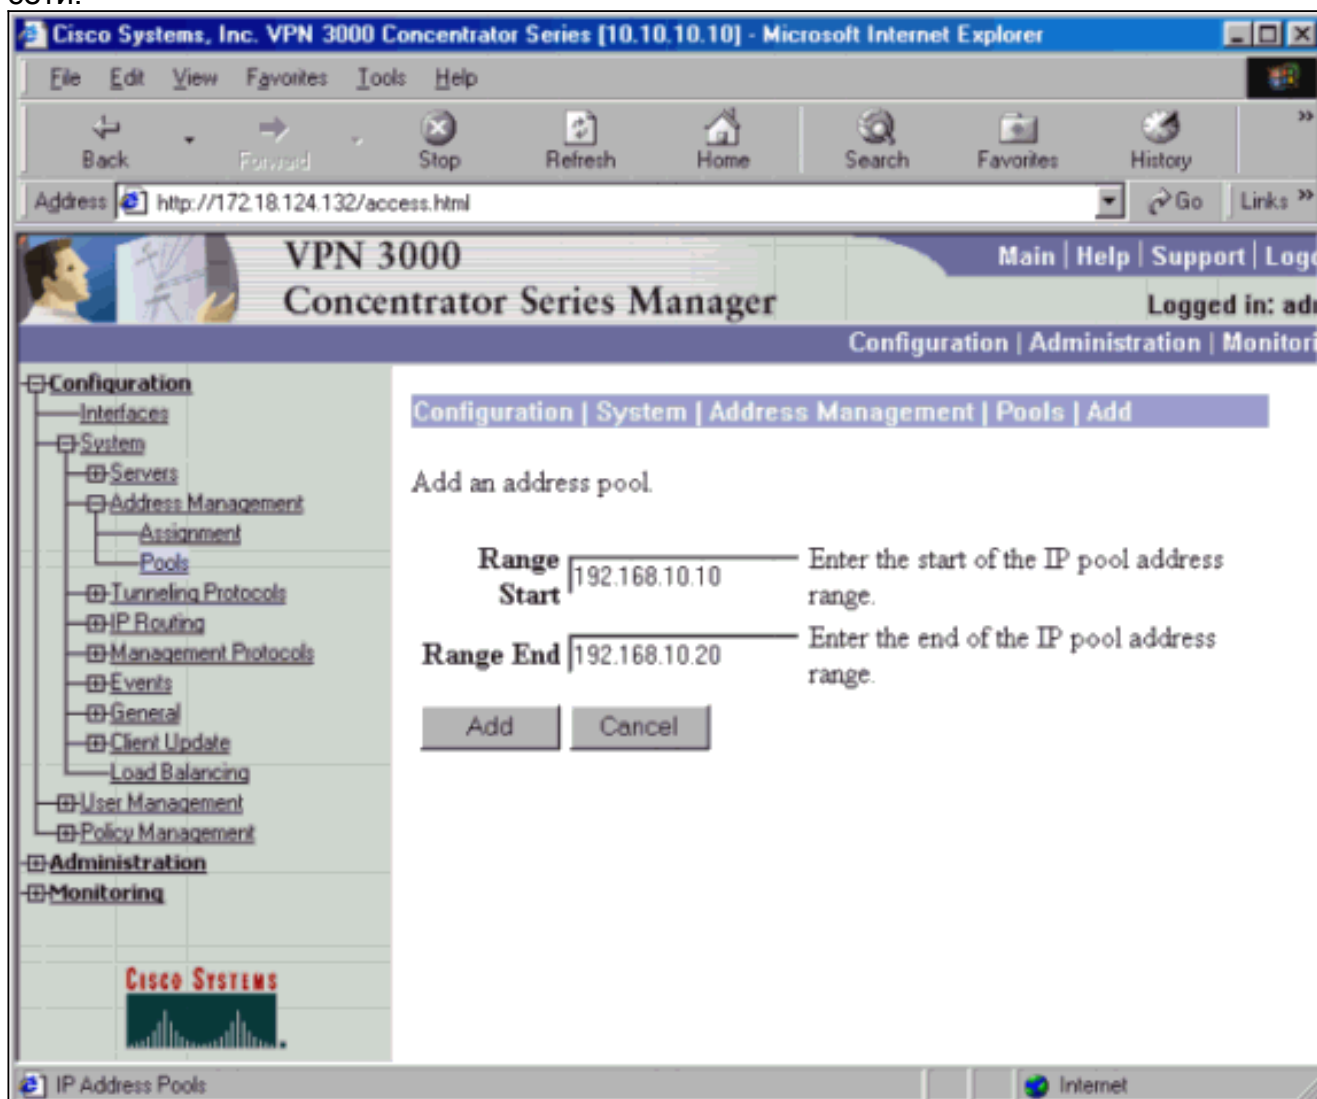 сети.
Cisco Systems, Inc. VPN 3000 Concentrator Series [10.10.10.10] - Microsoft Internet Explorer
File Edit View Favorites Tools Help
Back Forward Stop Refresh Home Search Favorites History »
Address http://172.18.124.132/access.html Go Links »
VPN 3000
Concentrator Series Manager
Main | Help | Support | Logo
Logged in: adi
Configuration | Administration | Monitori
Configuration
Interfaces
System
Servers
Address Management
Assignment
Pools
Tunneling Protocols
IP Routing
Management Protocols
Events
General
Client Update
Load Balancing
User Management
Policy Management
Administration
Monitoring
CISCO SYSTEMS
Configuration | System | Address Management | Pools | Add
Add an address pool.
Range Start 192.168.10.10 Enter the start of the IP pool address range.
Range End 192.168.10.20 Enter the end of the IP pool address range.
Add Cancel
IP Address Pools Internet